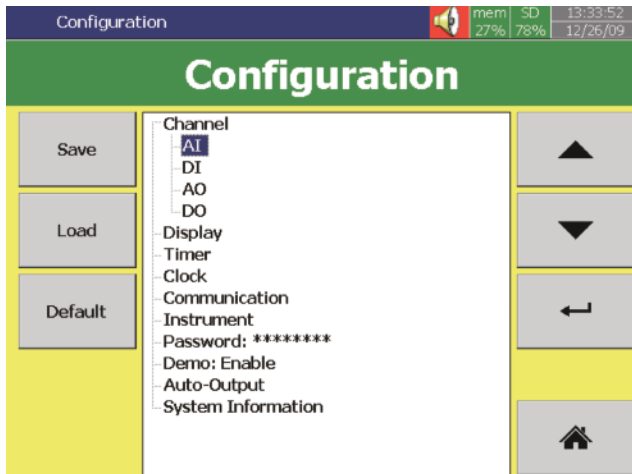 Configuration
mem 27%
SD 78%
13:33:52
12/26/09
Configuration
Save
Load
Default
Channel
AI
DI
AO
DO
Display
Timer
Clock
Communication
Instrument
Password: ********
Demo: Enable
Auto-Output
System Information